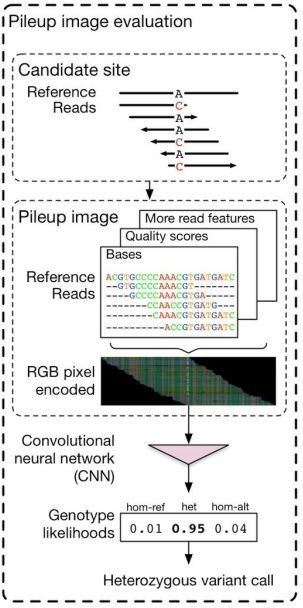 Pileup image evaluation
Candidate site
Reference
Reads
A
C
A
A
C
A
C
Pileup image
More read features
Quality scores
Bases
Reference
Reads
ACGTGCCCCAAACGTGATGATC
--GTGCCCCAAACGT-------
---GCCCCAACGTGA----
-------CCAACGTGATG--
--------CAAACGTGATGATC
---------ACCGTGATGATC
RGB pixel
encoded
Convolutional
neural network
(CNN)
Genotype
likelihoods
hom-ref het hom-alt
0.01 0.95 0.04
Heterozygous variant call